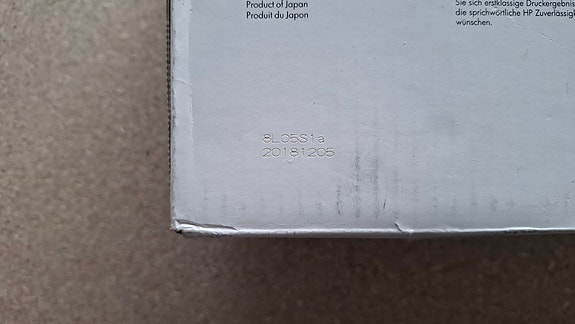 Product of Japan
Produit du Japon
Sie sich erstklassige Druckergebnis
die sprichwörtliche HP Zuverlässig
wünschen.
8L05S1a
20181205